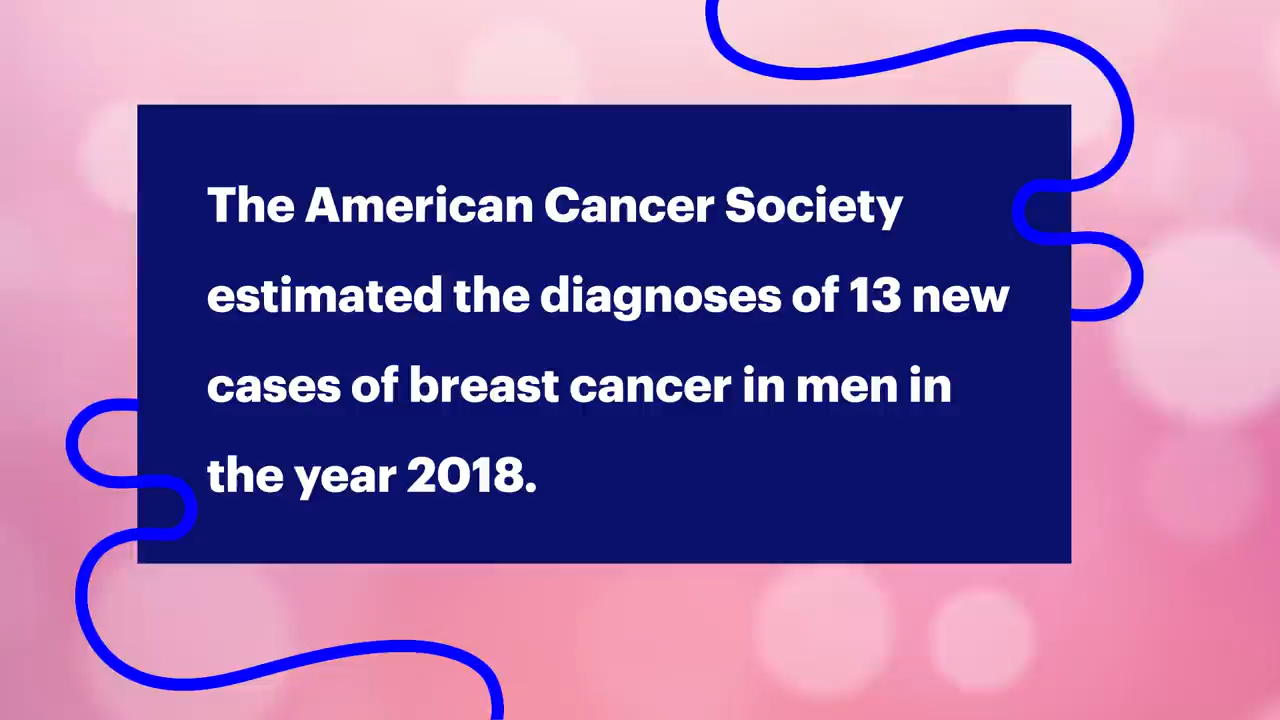 The American Cancer Society
estimated the diagnoses of 13 new
cases of breast cancer in men in
the year 2018.